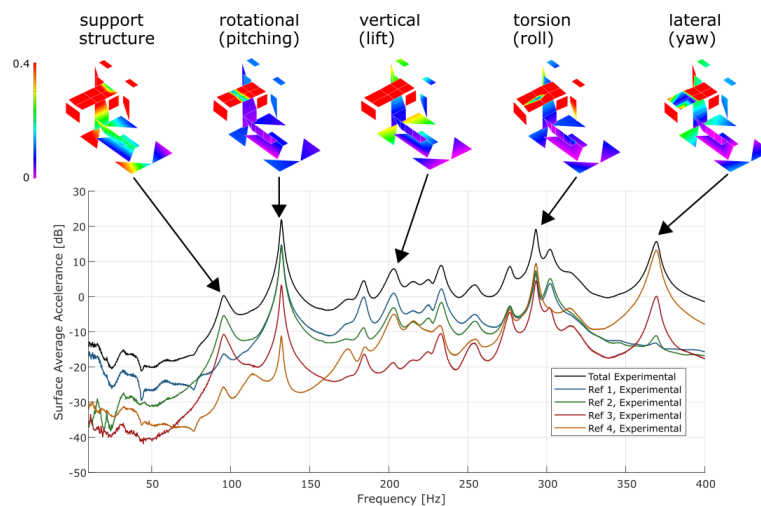 support
structure
rotational
(pitching)
vertical
(lift)
torsion
(roll)
lateral
(yaw)
0.4
0
30
20
10
0
-10
-20
-30
-40
-50
Surface Average Accelerance [dB]
50
100
150
200
250
300
350
400
Frequency [Hz]
Total Experimental
Ref 1, Experimental
Ref 2, Experimental
Ref 3, Experimental
Ref 4, Experimental